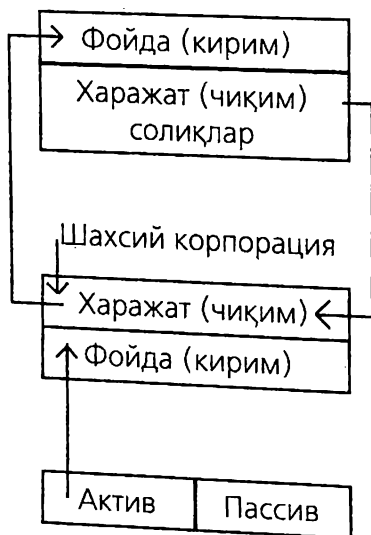 Фойда (кирим)
Харажат (чиқим)
солиқлар
Шахсий корпорация
Харажат (чиқим)
Фойда (кирим)
Актив Пассив